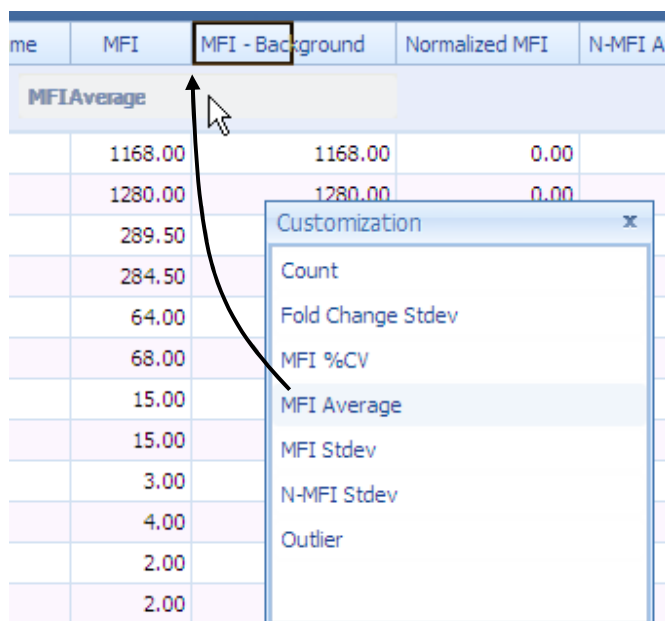 me MFI MFI - Background Normalized MFI N-MFI A
MFIAverage
1168.00 1168.00 0.00
1280.00 1280.00 0.00
Customization x
289.50
Count
284.50
Fold Change Stdev
64.00
MFI %CV
68.00
MFI Average
15.00
MFI Stdev
15.00
N-MFI Stdev
3.00
Outlier
4.00
2.00
2.00